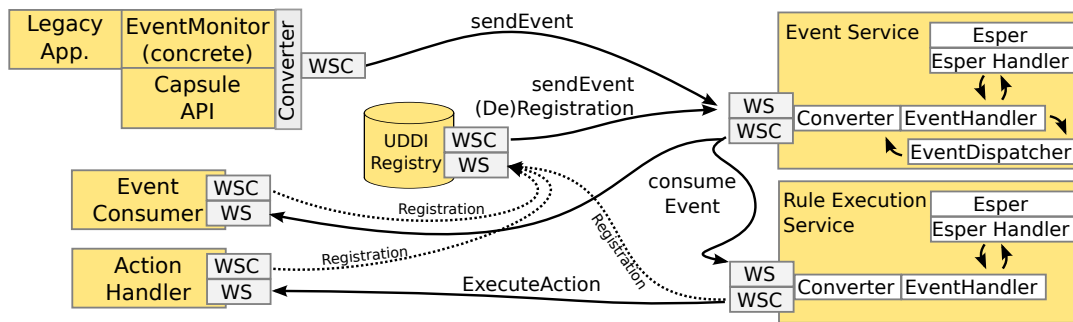 Legacy
App.
EventMonitor
(concrete)
Capsule
API
Converter
WSC
sendEvent
sendEvent
(De)Registration
UDDI
Registry
WSC
WS
Event
Consumer
WSC
WS
Registration
Action
Handler
WSC
WS
Registration
Registration
consume
Event
ExecuteAction
Event Service
Esper
Esper Handler
WS
WSC
Converter
EventHandler
EventDispatcher
Rule Execution
Service
Esper
Esper Handler
WS
WSC
Converter
EventHandler